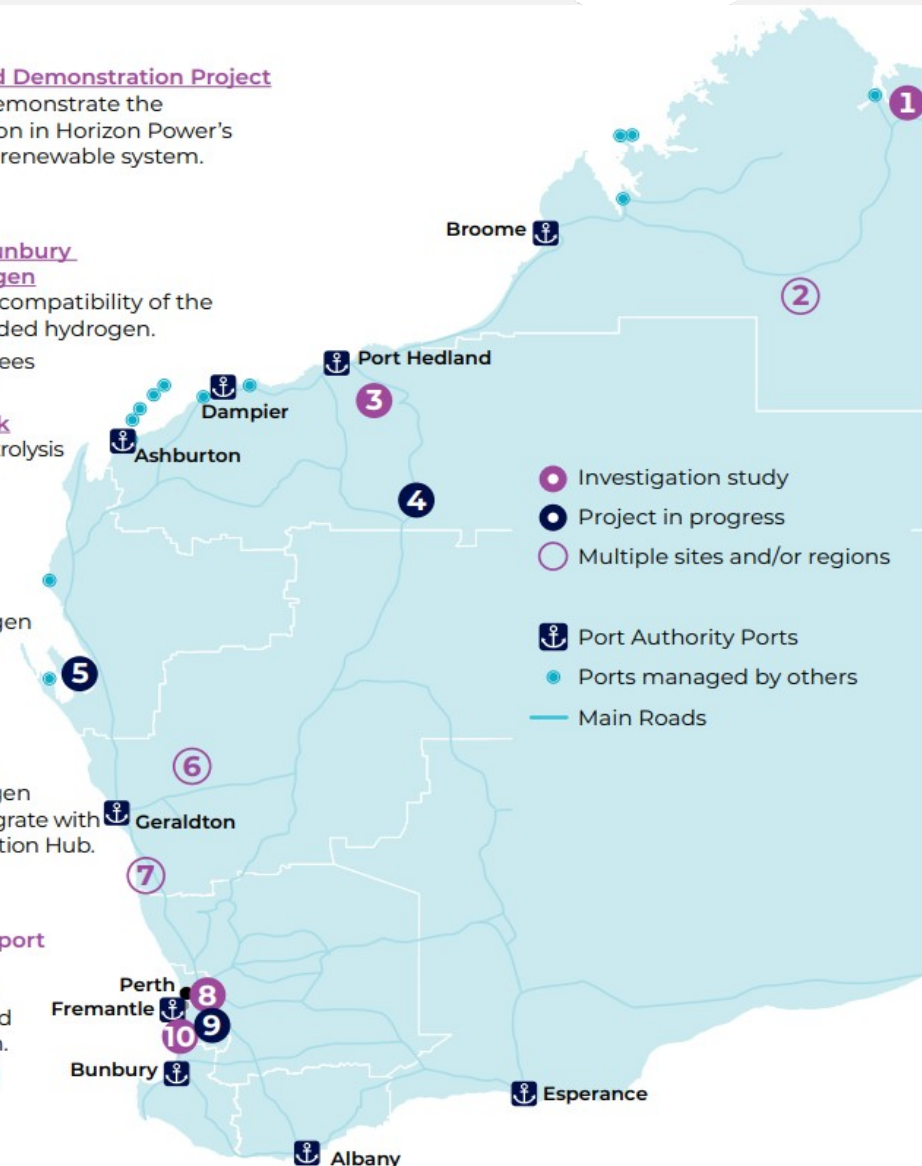 d Demonstration Project
emonstrate the
on in Horizon Power's
renewable system.
unbury
gen
compatibility of the
ded hydrogen.
ees
k
rolysis
gen
gen
grate with
tion Hub.
port
d
n.
1
Broome
2
Port Hedland
3
Dampier
Ashburton
4
Investigation study
Project in progress
Multiple sites and/or regions
Port Authority Ports
Ports managed by others
Main Roads
5
6
Geraldton
7
Perth
8
Fremantle
9
10
Bunbury
Esperance
Albany